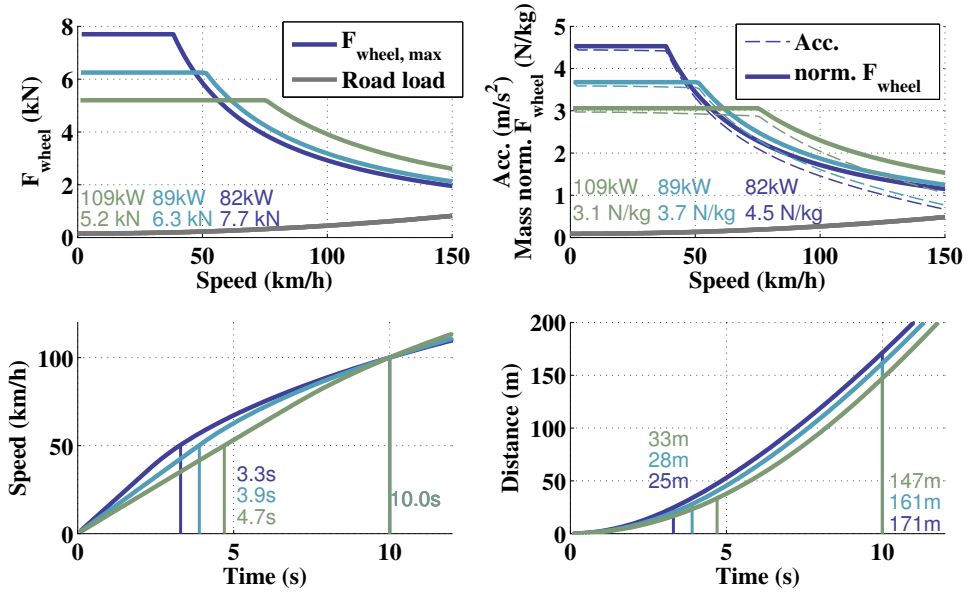 F_wheel (kN)
8
6
4
2
0
F_wheel, max
Road load
109kW 89kW 82kW
5.2 kN 6.3 kN 7.7 kN
0 50 100 150
Speed (km/h)
Acc. (m/s²)
Mass norm. F_wheel (N/kg)
5
4
3
2
1
0
Acc.
norm. F_wheel
109kW 89kW 82kW
3.1 N/kg 3.7 N/kg 4.5 N/kg
0 50 100 150
Speed (km/h)
Speed (km/h)
100
50
0
3.3s
3.9s
4.7s
10.0s
0 5 10
Time (s)
Distance (m)
200
150
100
50
0
33m
28m
25m
147m
161m
171m
0 5 10
Time (s)